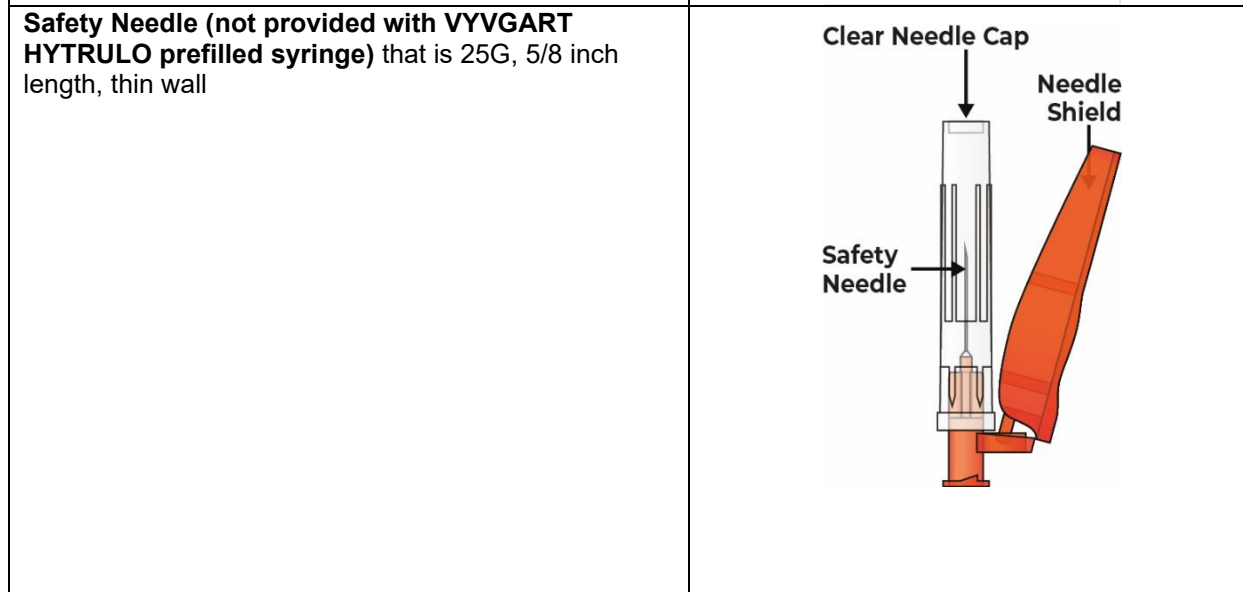 Safety Needle (not provided with VYVGART
HYTRULO prefilled syringe) that is 25G, 5/8 inch
length, thin wall
Clear Needle Cap
Needle
Shield
Safety
Needle